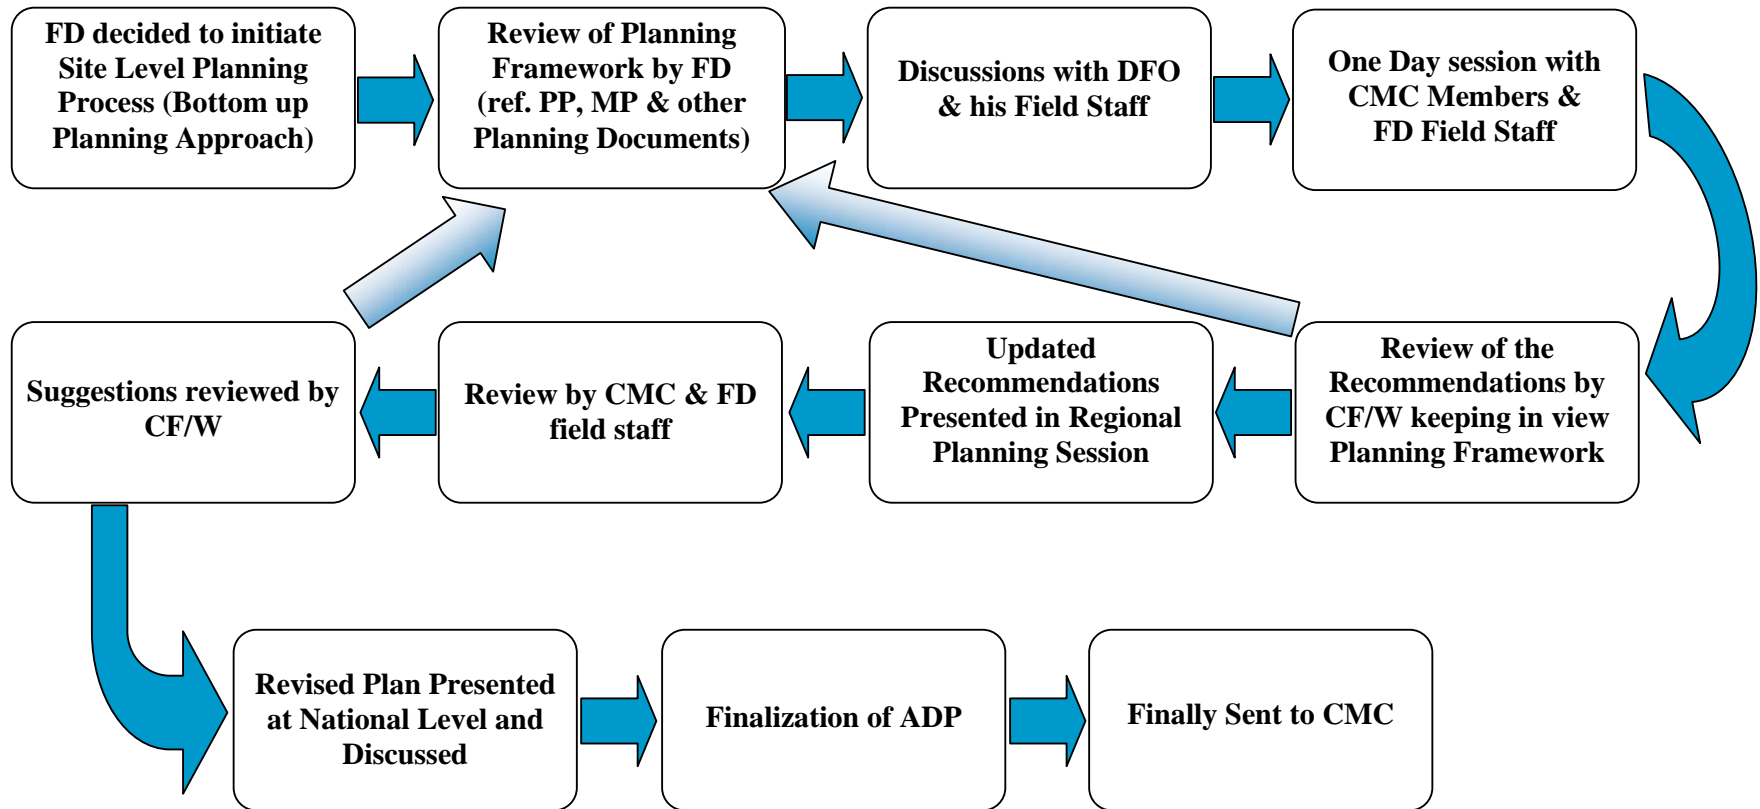 FD decided to initiate
Site Level Planning
Process (Bottom up
Planning Approach)
Review of Planning
Framework by FD
(ref. PP, MP & other
Planning Documents)
Discussions with DFO
& his Field Staff
One Day session with
CMC Members &
FD Field Staff
Review of the
Recommendations by
CF/W keeping in view
Planning Framework
Updated
Recommendations
Presented in Regional
Planning Session
Review by CMC & FD
field staff
Suggestions reviewed by
CF/W
Revised Plan Presented
at National Level and
Discussed
Finalization of ADP
Finally Sent to CMC